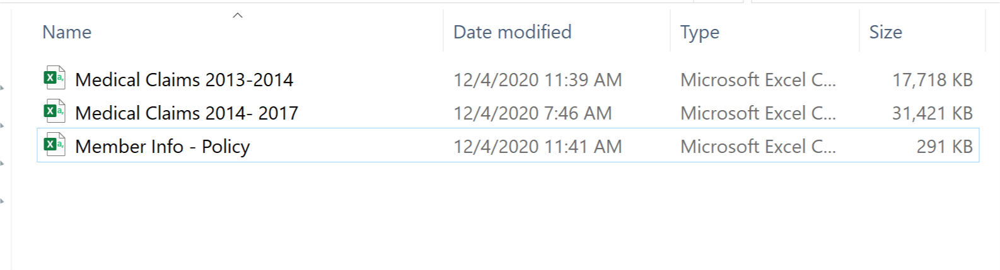 Name Date modified Type Size
Medical Claims 2013-2014 12/4/2020 11:39 AM Microsoft Excel C... 17,718 KB
Medical Claims 2014- 2017 12/4/2020 7:46 AM Microsoft Excel C... 31,421 KB
Member Info - Policy 12/4/2020 11:41 AM Microsoft Excel C... 291 KB